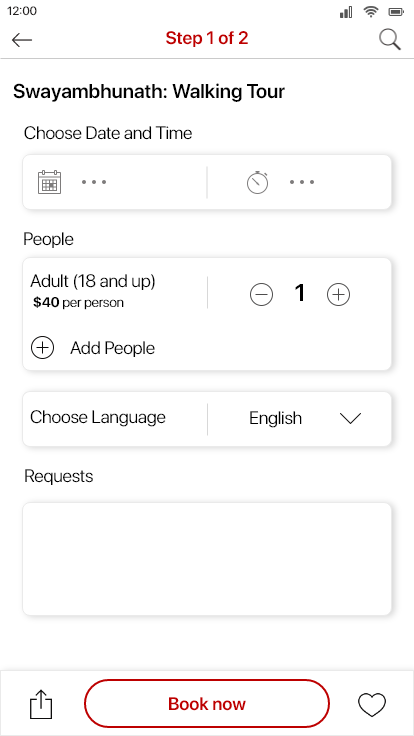 12:00
Step 1 of 2
Swayambhunath: Walking Tour
Choose Date and Time
... ...
People
Adult (18 and up)
$40 per person
1
Add People
Choose Language English
Requests
Book now